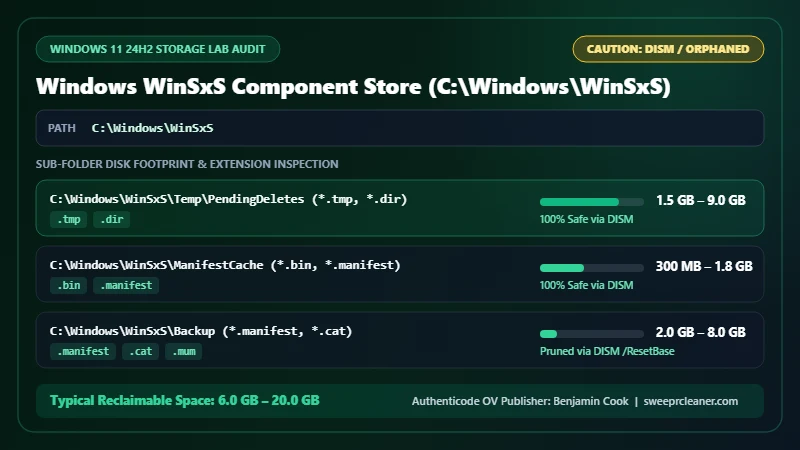 WINDOWS 11 24H2 STORAGE LAB AUDIT
CAUTION: DISM / ORPHANED
Windows WinSxS Component Store (C:\Windows\WinSxS)
PATH C:\Windows\WinSxS
SUB-FOLDER DISK FOOTPRINT & EXTENSION INSPECTION
C:\Windows\WinSxS\Temp\PendingDeletes (*.tmp, *.dir)
1.5 GB – 9.0 GB
.tmp .dir
100% Safe via DISM
C:\Windows\WinSxS\ManifestCache (*.bin, *.manifest)
300 MB – 1.8 GB
.bin .manifest
100% Safe via DISM
C:\Windows\WinSxS\Backup (*.manifest, *.cat)
2.0 GB – 8.0 GB
.manifest .cat .mum
Pruned via DISM /ResetBase
Typical Reclaimable Space: 6.0 GB – 20.0 GB
Authenticode OV Publisher: Benjamin Cook | sweeprcleaner.com